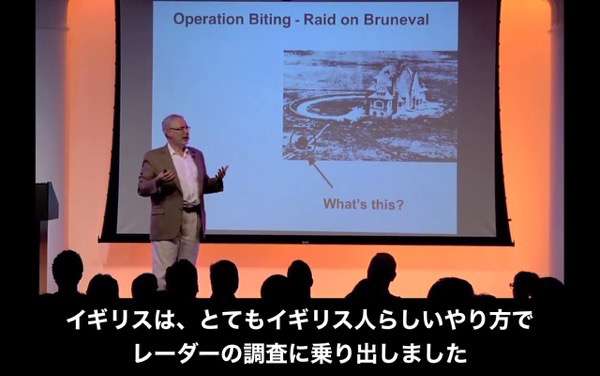 Operation Biting - Raid on Bruneval
What's this?
イギリスは、とてもイギリス人らしいやり方で
レーダーの調査に乗り出しました